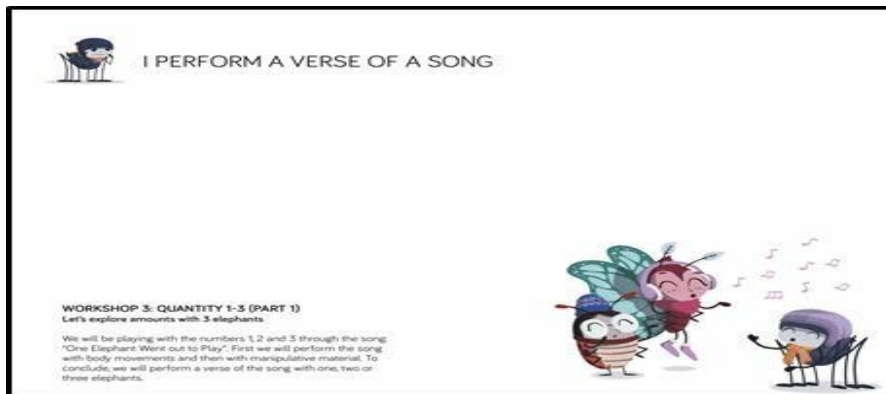 I PERFORM A VERSE OF A SONG
WORKSHOP 3: QUANTITY 1-3 (PART 1)
Let's explore amounts with 3 elephants
We will be playing with the numbers 1, 2 and 3 through the song
"One Elephant Went out to Play". First we will perform the song
with body movements and then with manipulative material. To
conclude, we will perform a verse of the song with one, two or
three elephants.